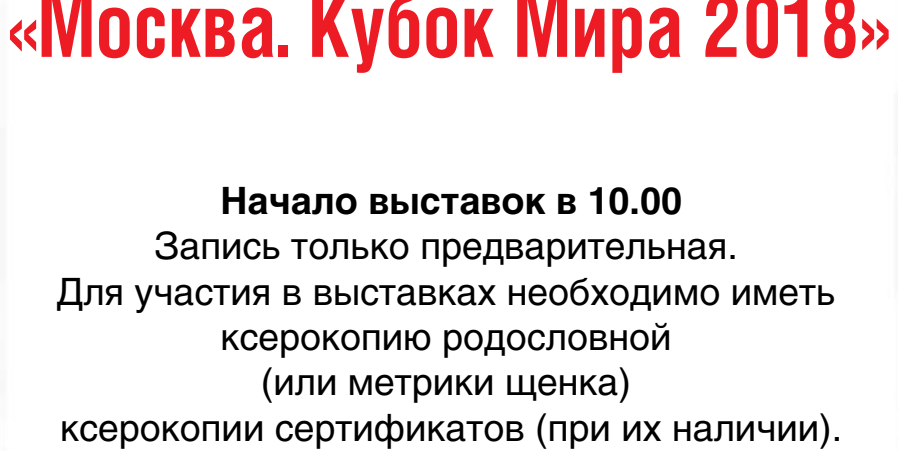 «Москва. Кубок Мира 2018»
Начало выставок в 10.00
Запись только предварительная.
Для участия в выставках необходимо иметь
ксерокопию родословной
(или метрики щенка)
ксерокопии сертификатов (при их наличии).